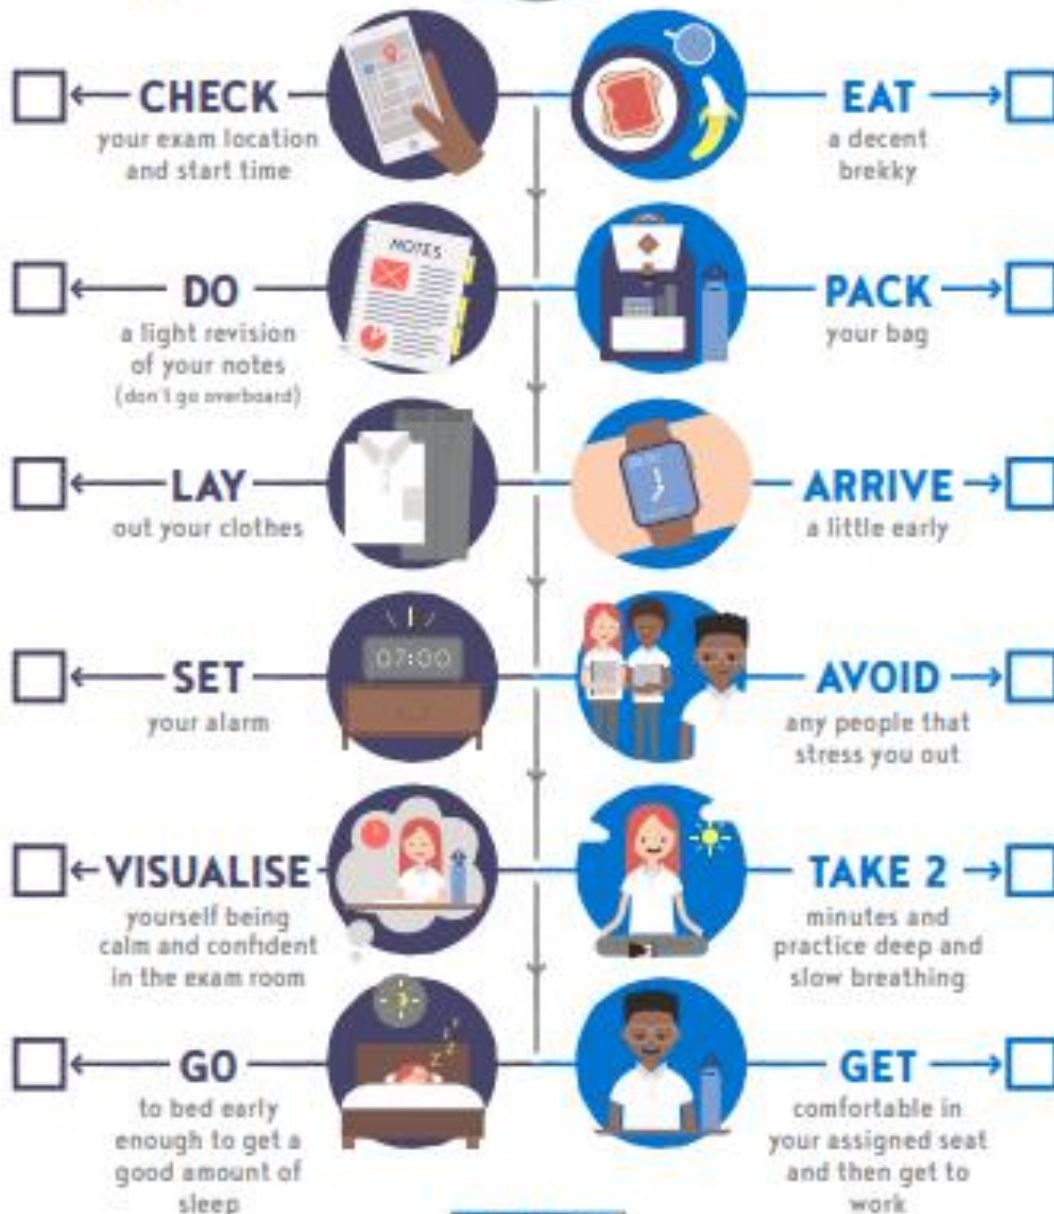 CHECK
your exam location
and start time
DO
a light revision
of your notes
(don't go overboard)
NOTES
LAY
out your clothes
SET
your alarm
07:00
VISUALISE
yourself being
calm and confident
in the exam room
GO
to bed early
enough to get a
good amount of
sleep
z z z z
EAT
a decent
brekky
PACK
your bag
ARRIVE
a little early
AVOID
any people that
stress you out
TAKE 2
minutes and
practice deep and
slow breathing
GET
comfortable in
your assigned seat
and then get to
work